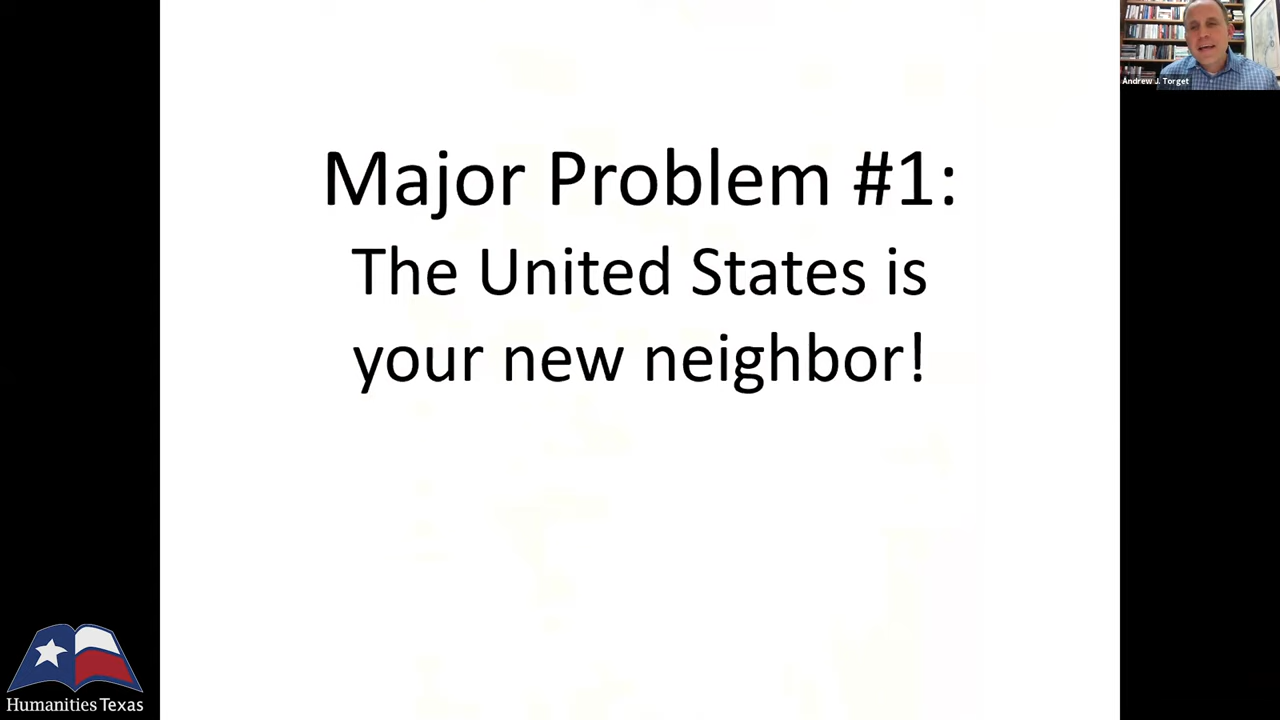 Major Problem #1:
The United States is
your new neighbor!
Andrew J. Torget
Humanities Texas